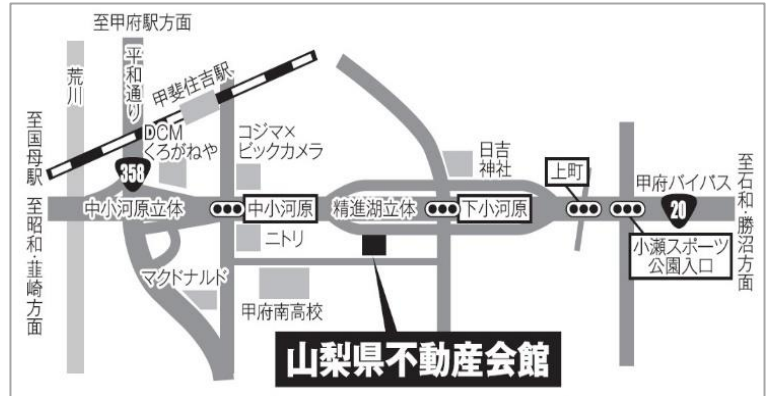 至甲府駅方面
荒川
平和通り
甲斐住吉駅
至国母駅
DCM
くろがねや
コジマ×
ビックカメラ
日吉
神社
上町
甲府バイパス
至石和・勝沼方面
358
中小河原立体
中小河原
精進湖立体
下小河原
20
至昭和・韮崎方面
ニトリ
小瀬スポーツ
公園入口
マクドナルド
甲府南高校
山梨県不動産会館